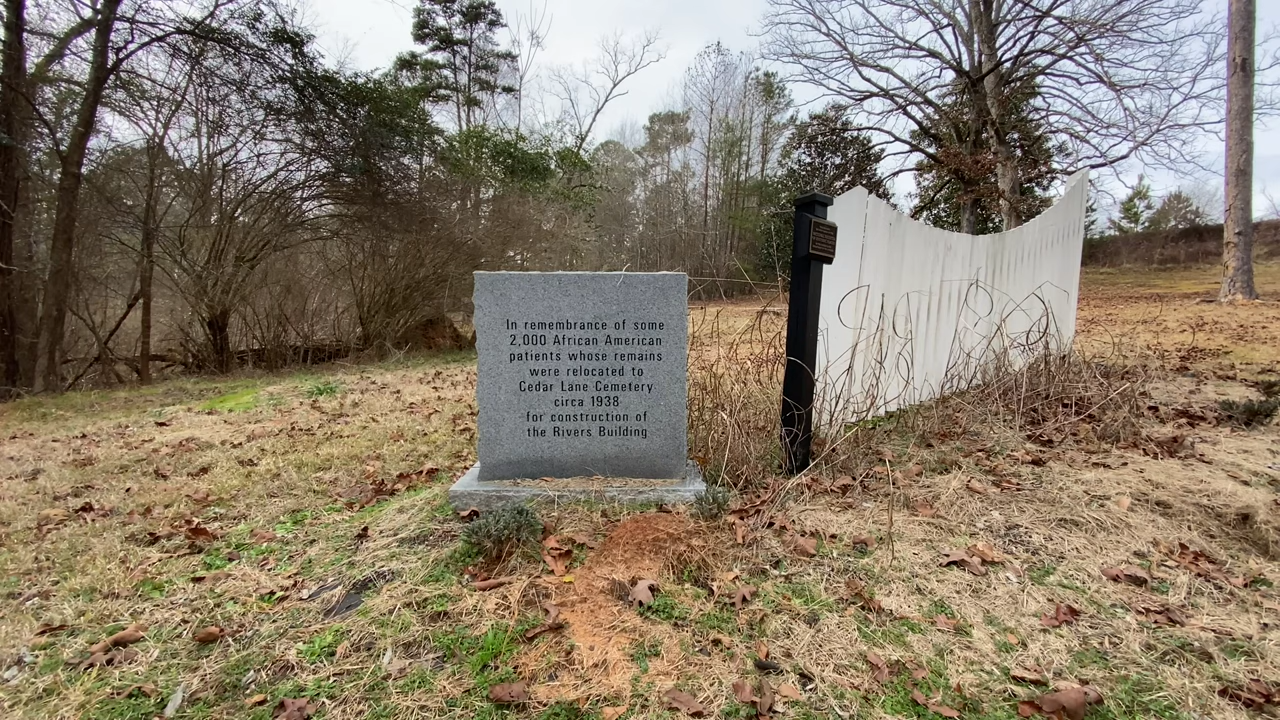 In remembrance of some
2,000 African American
patients whose remains
were relocated to
Cedar Lane Cemetery
circa 1938
for construction of
the Rivers Building